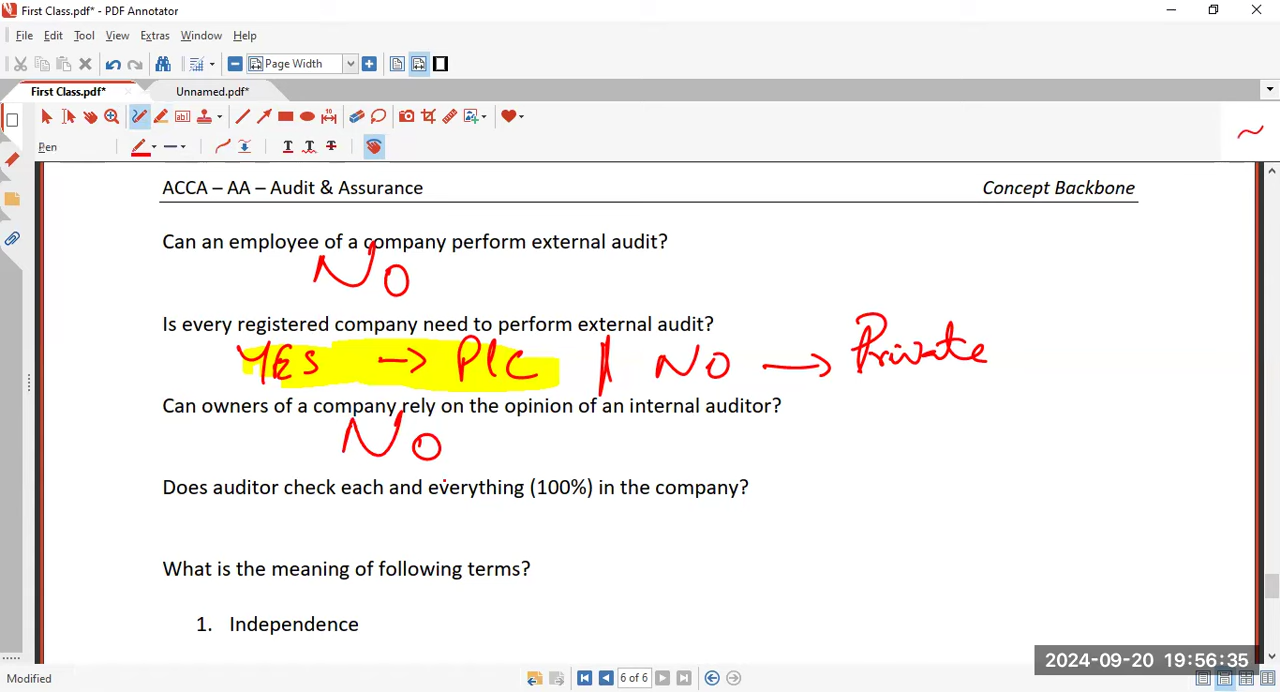 First Class.pdf* - PDF Annotator
File Edit Tool View Extras Window Help
Page Width
First Class.pdf* Unnamed.pdf*
Pen
ACCA – AA – Audit & Assurance Concept Backbone
Can an employee of a company perform external audit?
No
Is every registered company need to perform external audit?
YES → PLC | NO → Private
Can owners of a company rely on the opinion of an internal auditor?
No
Does auditor check each and everything (100%) in the company?
What is the meaning of following terms?
1. Independence
2024-09-20 19:56:35
Modified 6 of 6